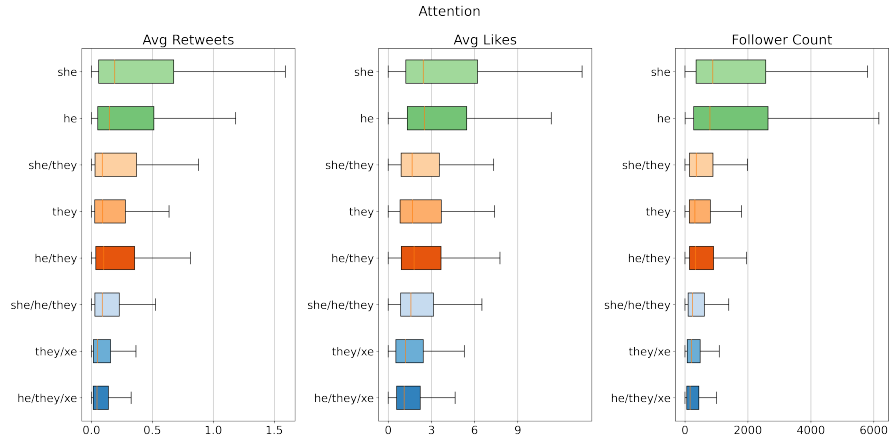 Attention
Avg Retweets
she
he
she/they
they
he/they
she/he/they
they/xe
he/they/xe
0.0 0.5 1.0 1.5
Avg Likes
she
he
she/they
they
he/they
she/he/they
they/xe
he/they/xe
0 3 6 9
Follower Count
she
he
she/they
they
he/they
she/he/they
they/xe
he/they/xe
0 2000 4000 6000